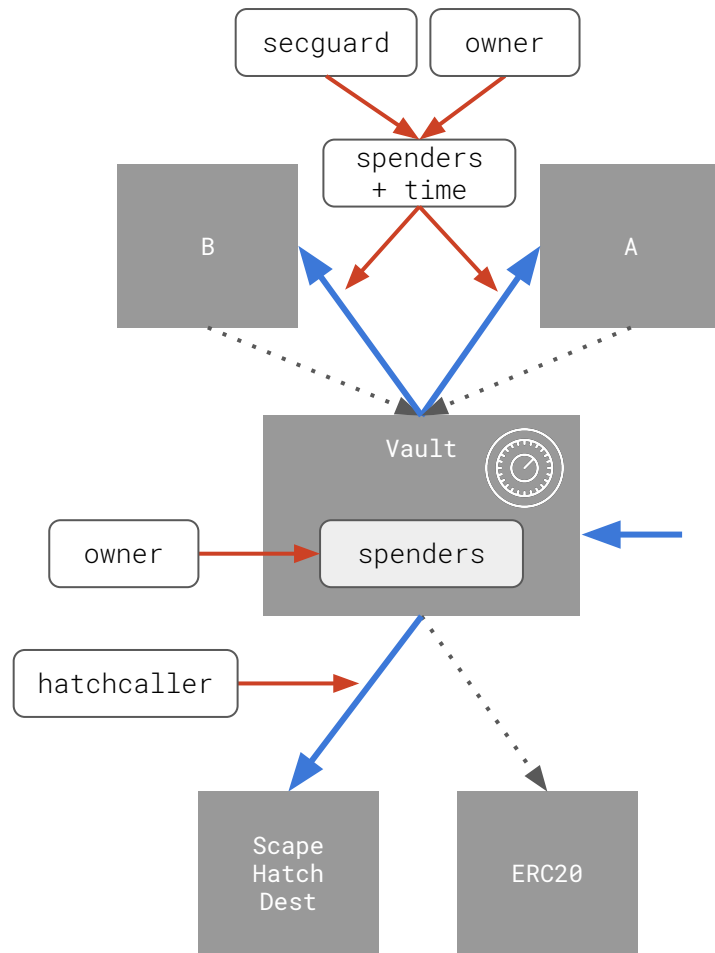 secguard
owner
spenders
+ time
B
A
Vault
owner
spenders
hatchcaller
Scape
Hatch
Dest
ERC20